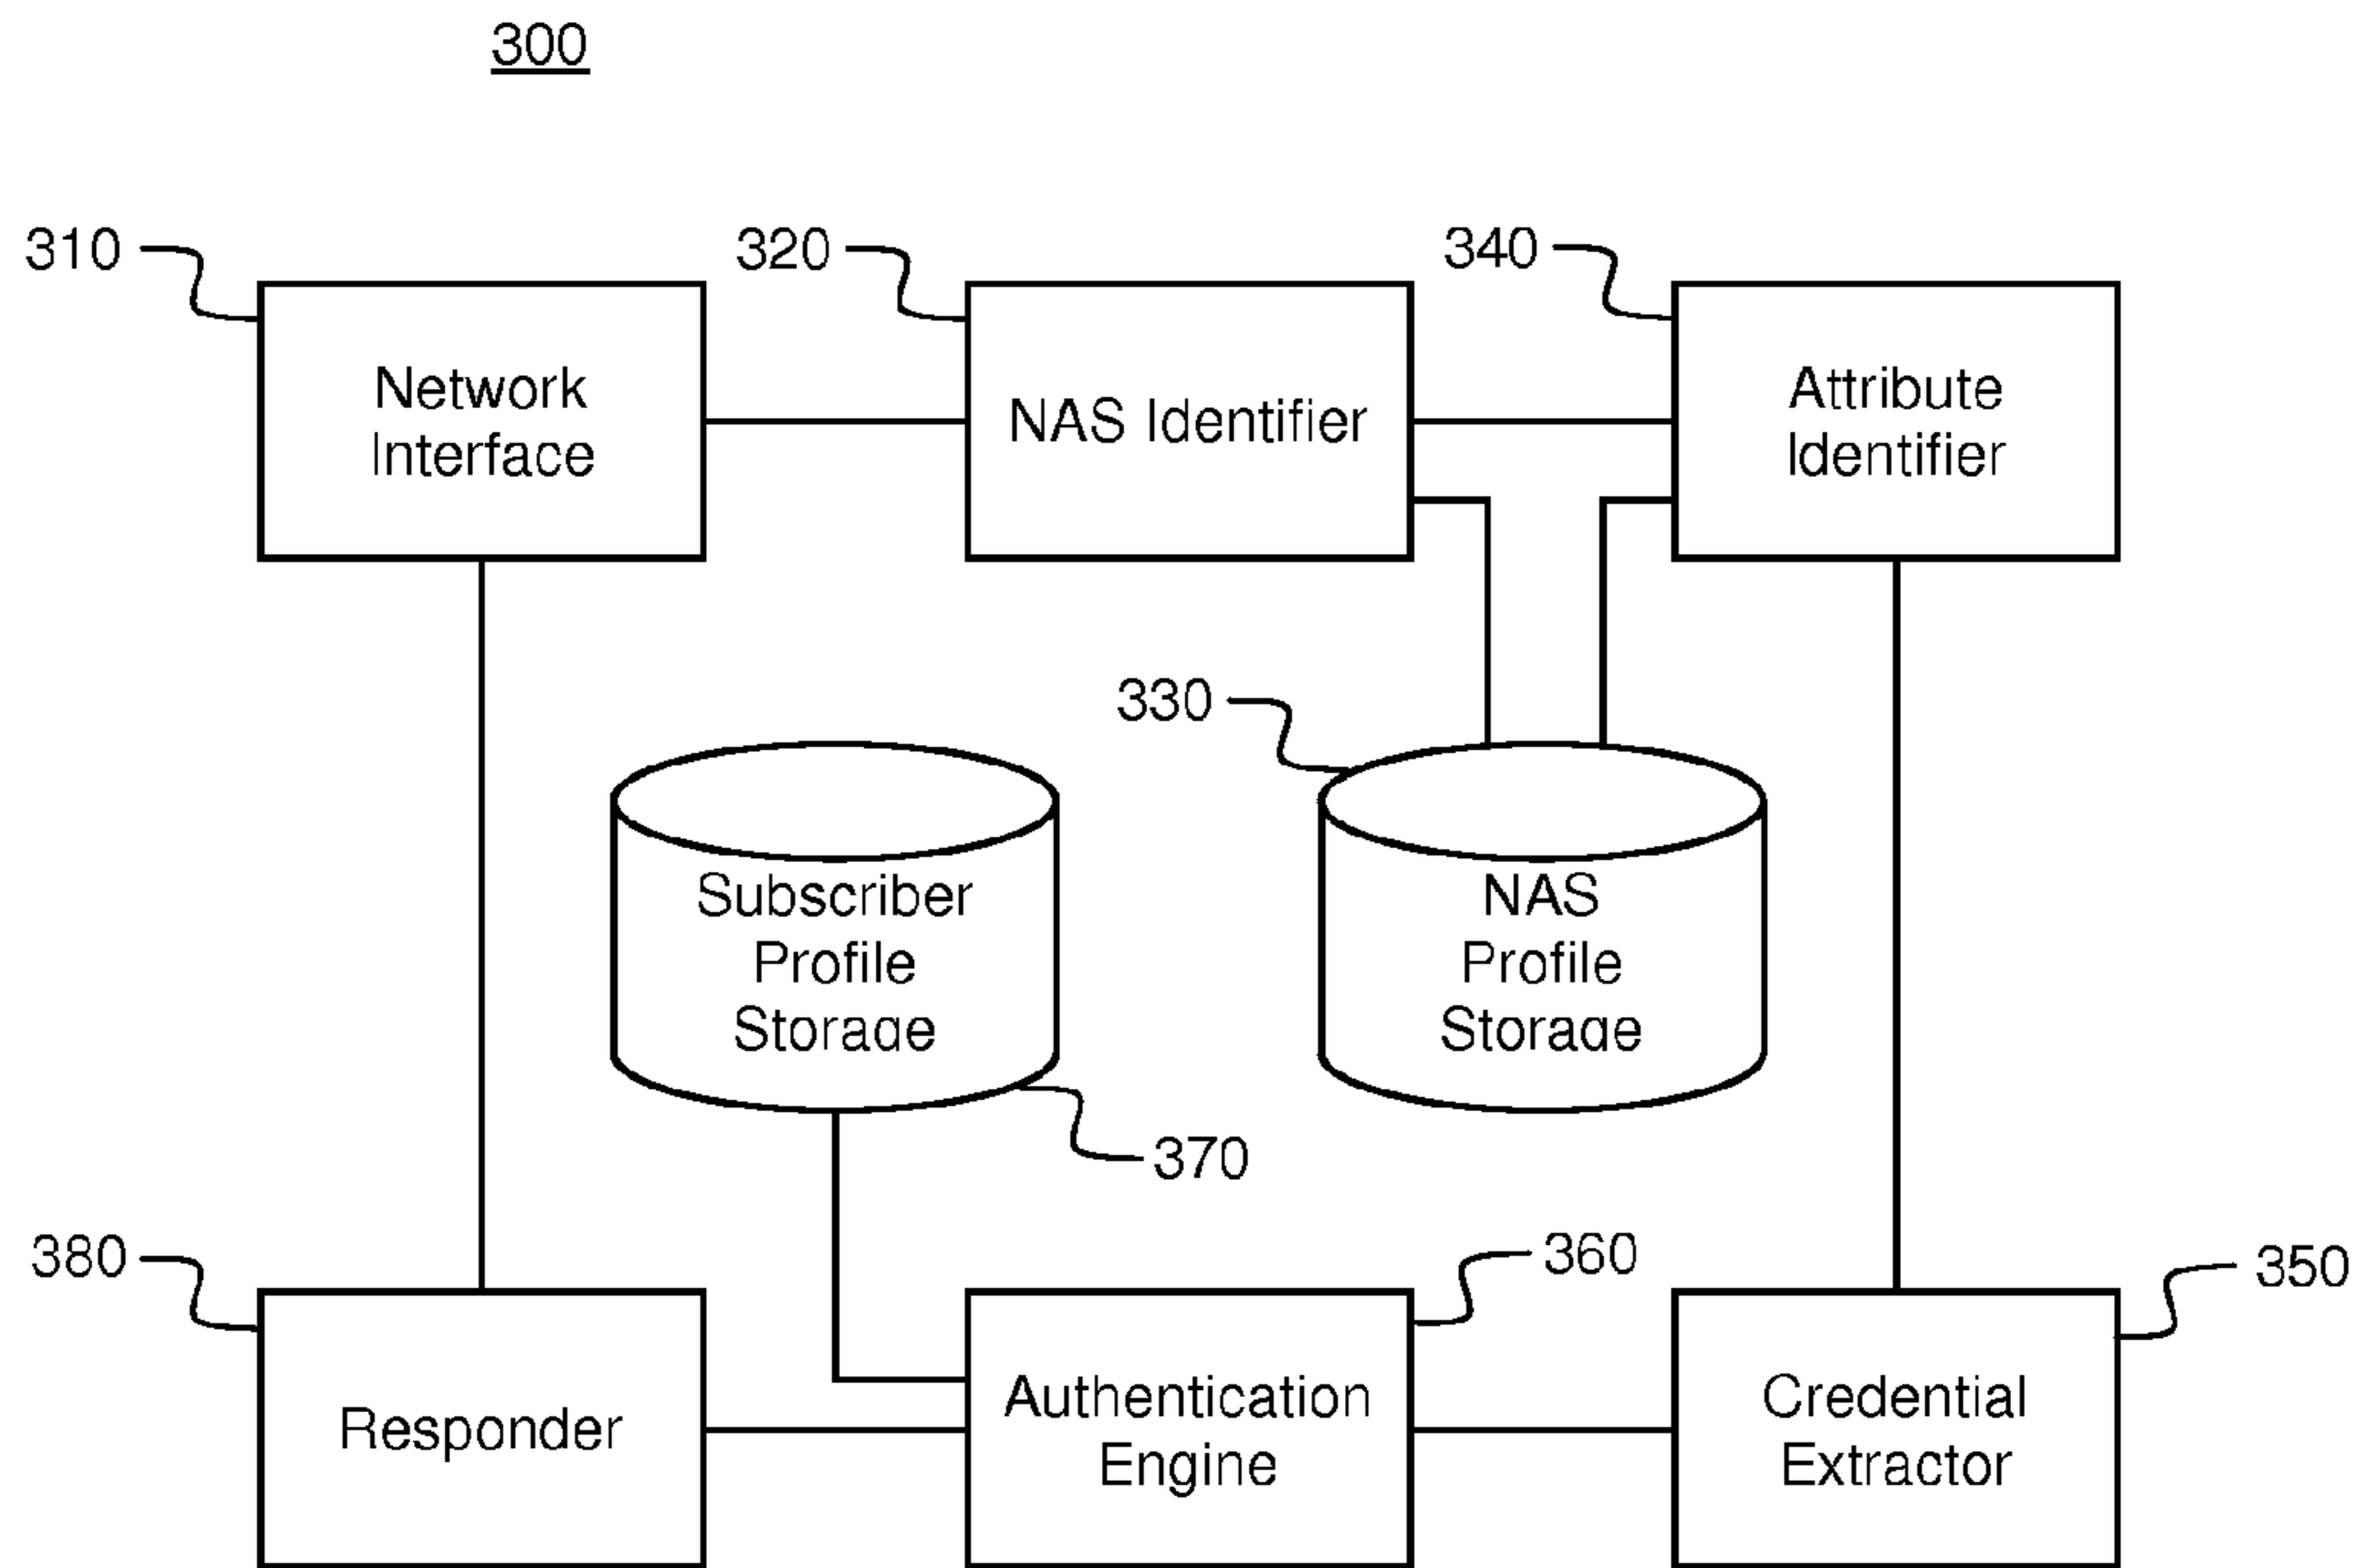 300
310
320
340
Network
Interface
NAS Identifier
Attribute
Identifier
330
Subscriber
Profile
Storage
NAS
Profile
Storage
370
380
360
350
Responder
Authentication
Engine
Credential
Extractor